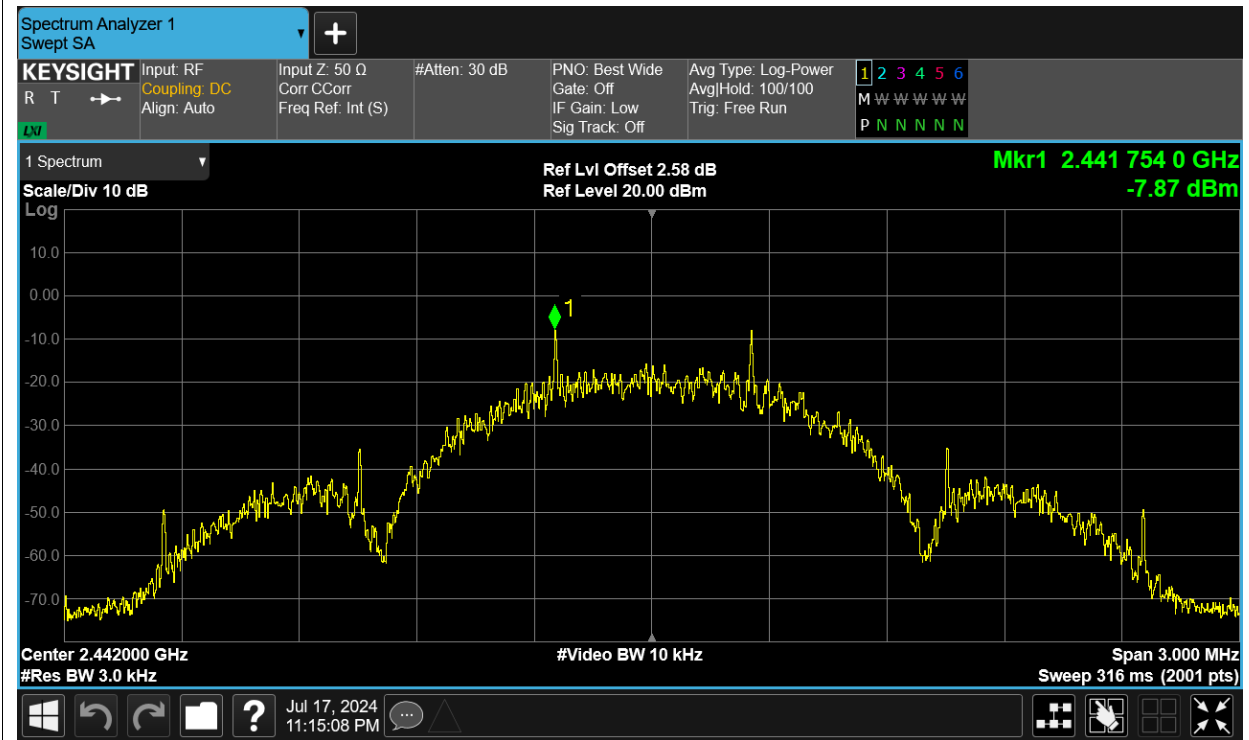 Spectrum Analyzer 1
Swept SA
KEYSIGHT
R T
LXI
Input: RF
Coupling: DC
Align: Auto
Input Z: 50 Ω
Corr CCorr
Freq Ref: Int (S)
#Atten: 30 dB
PNO: Best Wide
Gate: Off
IF Gain: Low
Sig Track: Off
Avg Type: Log-Power
Avg|Hold: 100/100
Trig: Free Run
1 2 3 4 5 6
M W W W W W
P N N N N N
1 Spectrum
Scale/Div 10 dB
Log
Ref Lvl Offset 2.58 dB
Ref Level 20.00 dBm
Mkr1 2.441 754 0 GHz
-7.87 dBm
10.0
0.00
-10.0
-20.0
-30.0
-40.0
-50.0
-60.0
-70.0
1
Center 2.442000 GHz
#Res BW 3.0 kHz
#Video BW 10 kHz
Span 3.000 MHz
Sweep 316 ms (2001 pts)
?
Jul 17, 2024
11:15:08 PM